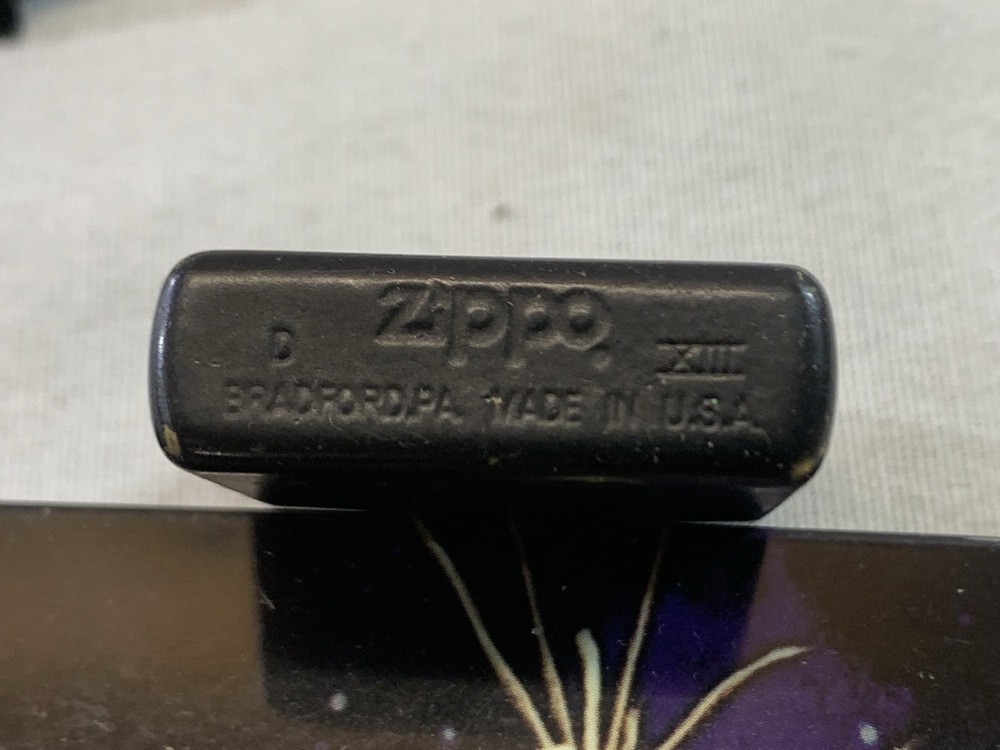 Zippo
D XIII
BRADFORD, PA. MADE IN U.S.A.